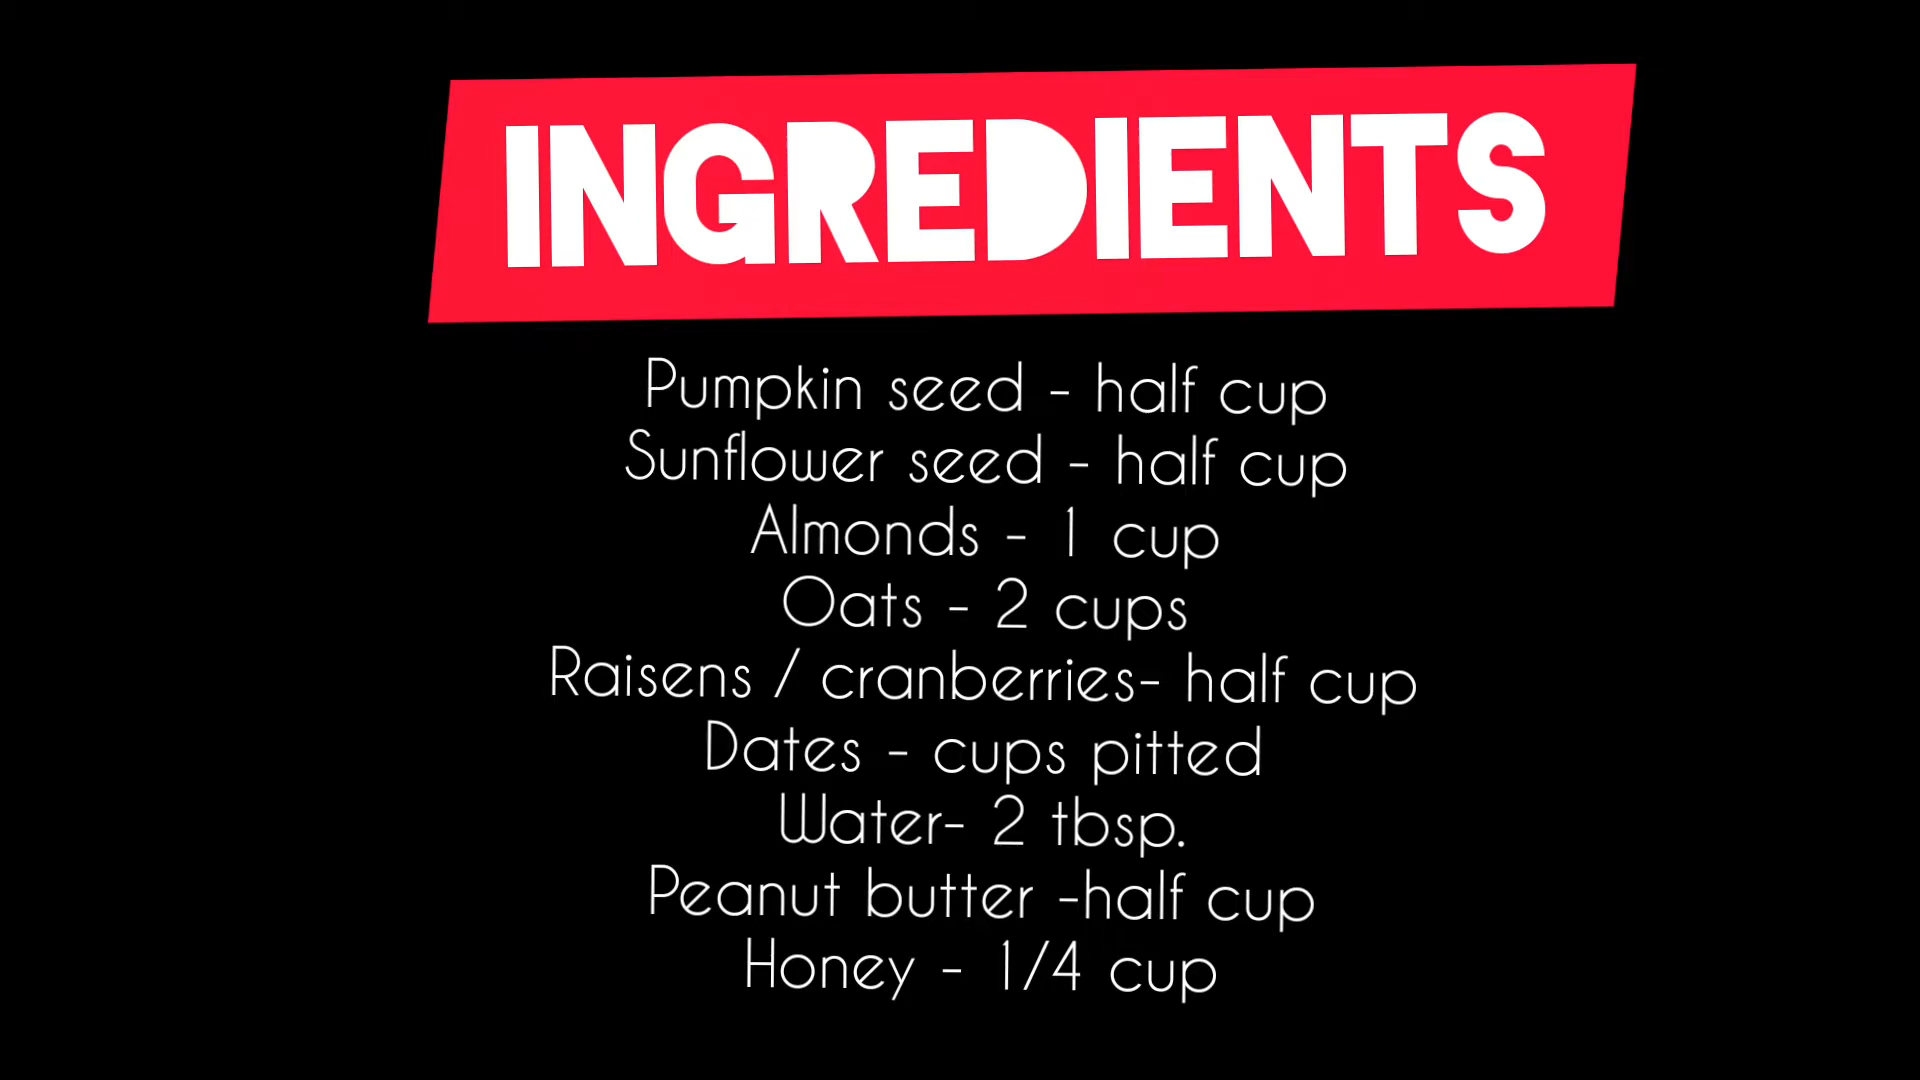 INGREDIENTS
Pumpkin seed - half cup
Sunflower seed - half cup
Almonds - 1 cup
Oats - 2 cups
Raisens / cranberries- half cup
Dates - cups pitted
Water- 2 tbsp.
Peanut butter -half cup
Honey - 1/4 cup